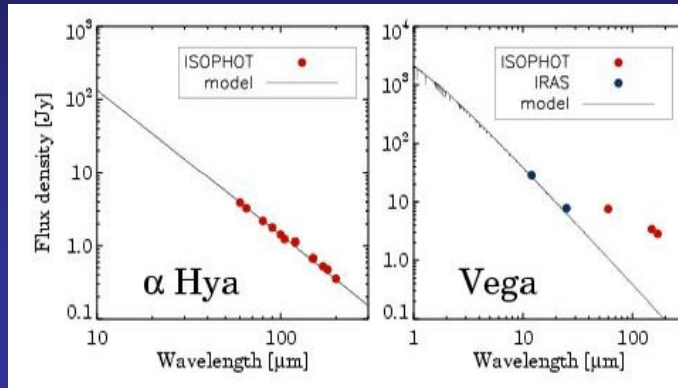 10³
10²
10
1.0
0.1
Flux density [Jy]
ISOPHOT
model
α Hya
10
100
Wavelength [μm]
10⁴
10³
10²
10
1.0
0.1
ISOPHOT
IRAS
model
Vega
1
10
100
Wavelength [μm]